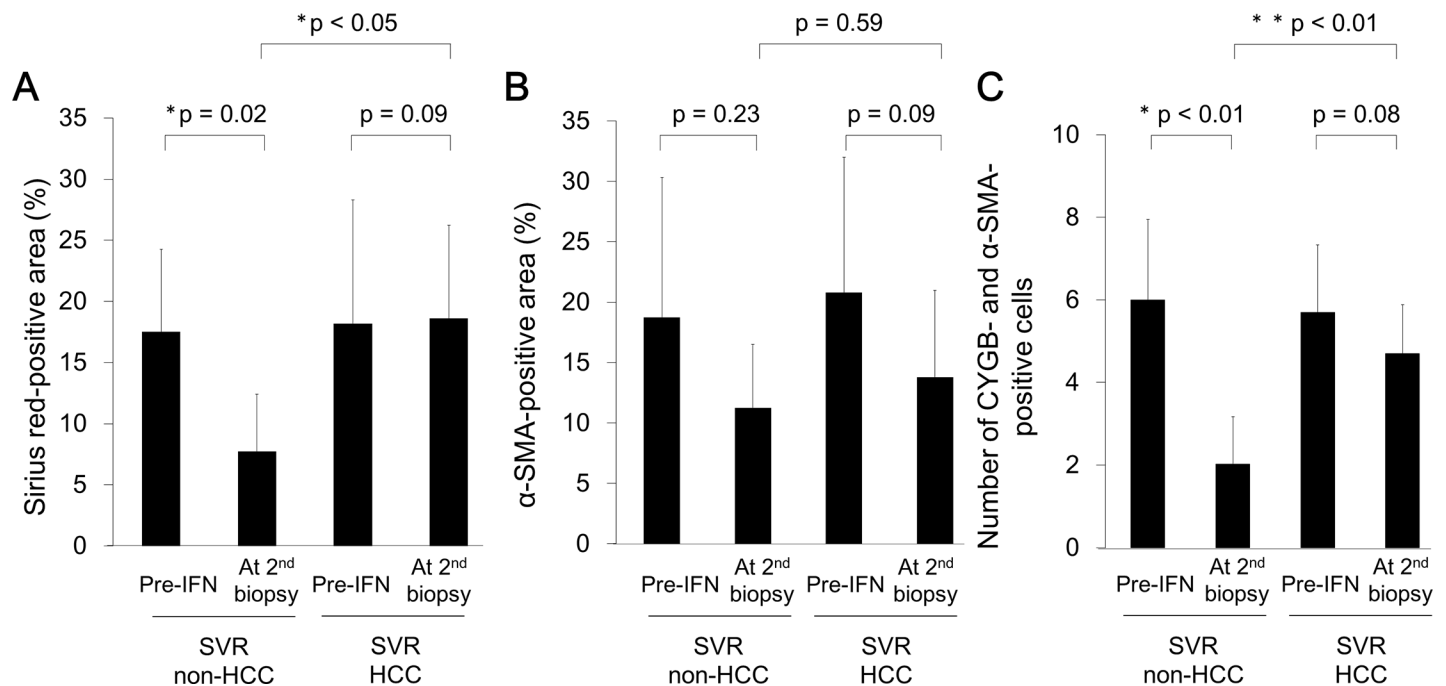 A
*p < 0.05
*p = 0.02
p = 0.09
Sirius red-positive area (%)
35
30
25
20
15
10
5
0
Pre-IFN
At 2nd
biopsy
Pre-IFN
At 2nd
biopsy
SVR
non-HCC
SVR
HCC
B
p = 0.59
p = 0.23
p = 0.09
α-SMA-positive area (%)
35
30
25
20
15
10
5
0
Pre-IFN
At 2nd
biopsy
Pre-IFN
At 2nd
biopsy
SVR
non-HCC
SVR
HCC
C
* * p < 0.01
* p < 0.01
p = 0.08
Number of CYGB- and α-SMA-
positive cells
10
8
6
4
2
0
Pre-IFN
At 2nd
biopsy
Pre-IFN
At 2nd
biopsy
SVR
non-HCC
SVR
HCC